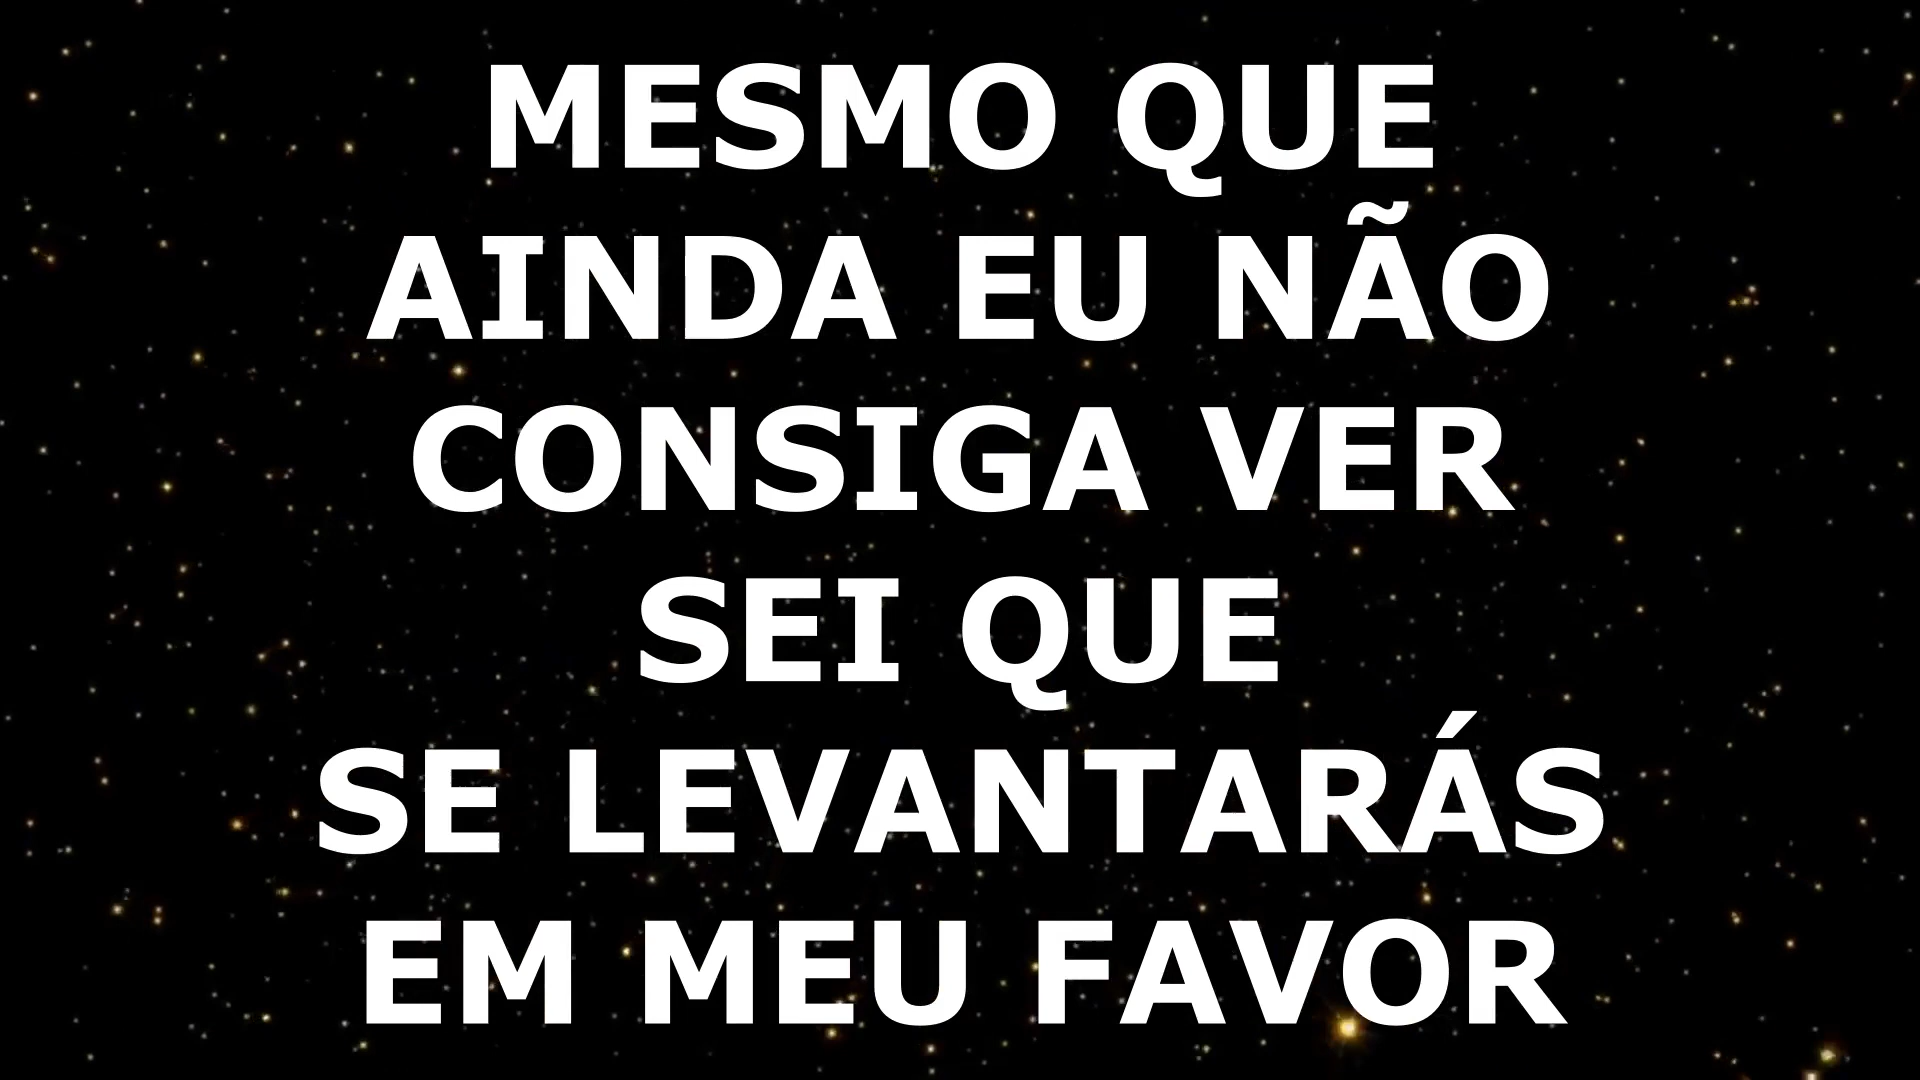 MESMO QUE
AINDA EU NÃO
CONSIGA VER
SEI QUE
SE LEVANTARÁS
EM MEU FAVOR